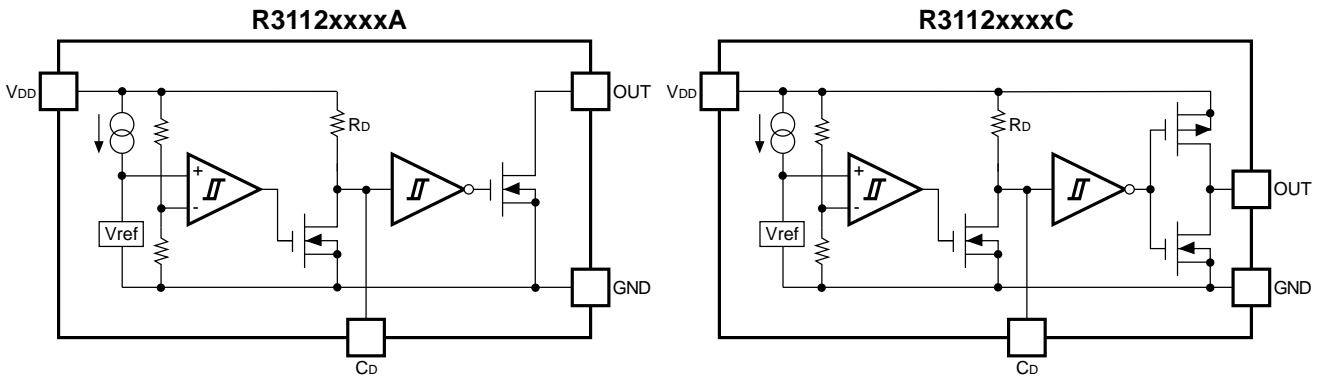 R3112xxxxA
VDD
OUT
RD
+
-
Vref
GND
CD
R3112xxxxC
VDD
RD
+
-
OUT
Vref
GND
CD